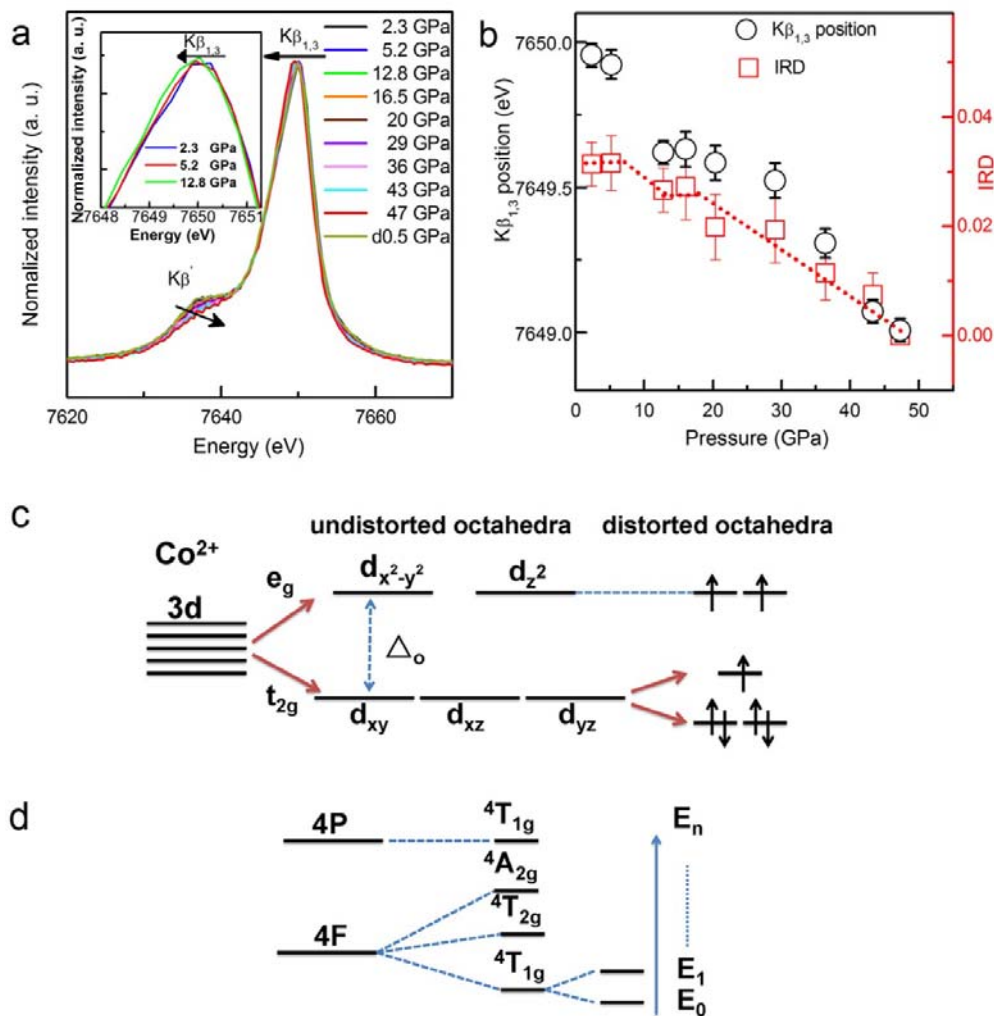 a
Normalized intensity (a. u.)
Normalized intensity (a. u.)
Kβ1,3
2.3 GPa
5.2 GPa
12.8 GPa
7648 7649 7650 7651
Energy (eV)
Kβ1,3
Kβ'
2.3 GPa
5.2 GPa
12.8 GPa
16.5 GPa
20 GPa
29 GPa
36 GPa
43 GPa
47 GPa
d0.5 GPa
7620 7640 7660
Energy (eV)
b
Kβ1,3 position (eV)
7650.0
7649.5
7649.0
Kβ1,3 position
IRD
0.04
0.02
0.00
IRD
0 10 20 30 40 50
Pressure (GPa)
c
undistorted octahedra distorted octahedra
Co2+
3d
eg
dx2-y2 dz2
△o
t2g
dxy dxz dyz
d
4P
4T1g
En
4A2g
4T2g
4F
4T1g
E1
E0